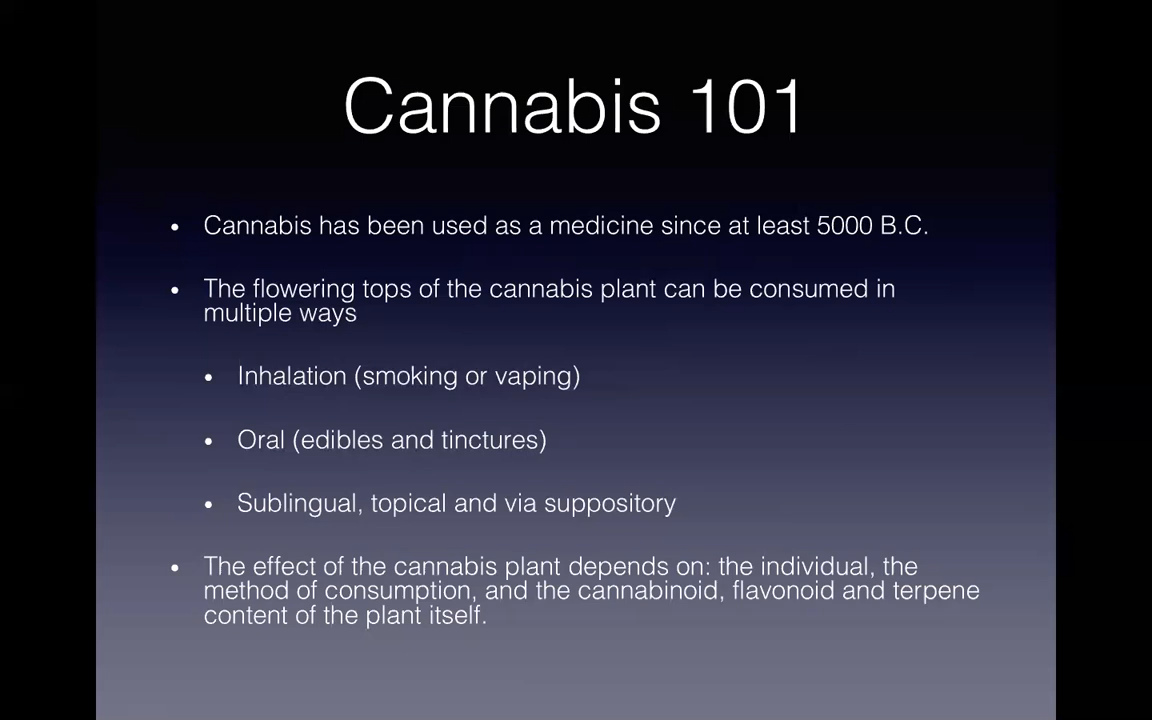 Cannabis 101
• Cannabis has been used as a medicine since at least 5000 B.C.
• The flowering tops of the cannabis plant can be consumed in
multiple ways
• Inhalation (smoking or vaping)
• Oral (edibles and tinctures)
• Sublingual, topical and via suppository
• The effect of the cannabis plant depends on: the individual, the
method of consumption, and the cannabinoid, flavonoid and terpene
content of the plant itself.